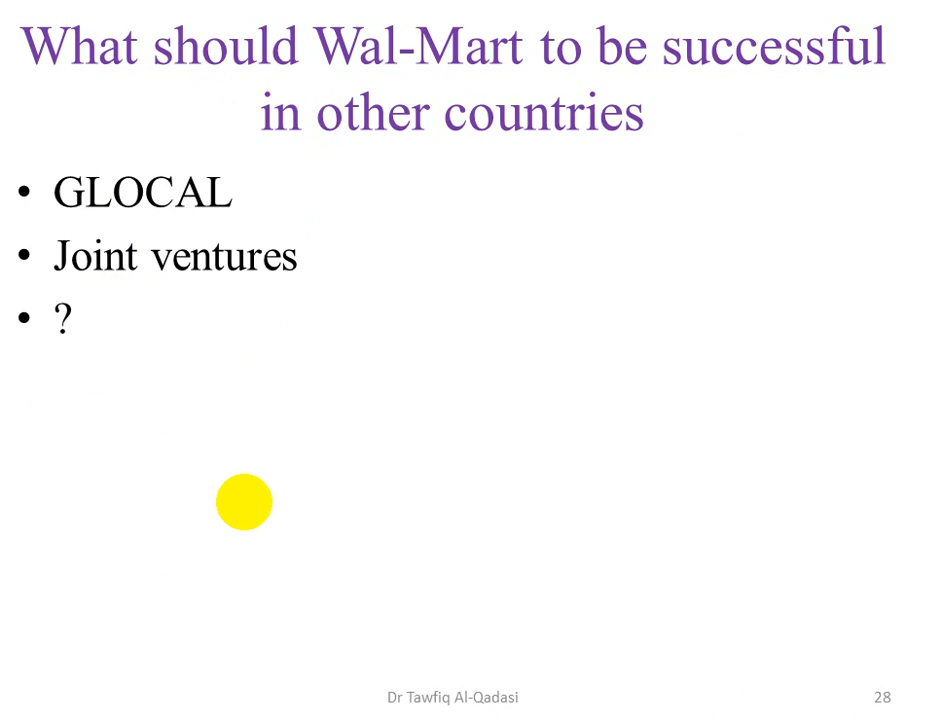 What should Wal-Mart to be successful
in other countries
• GLOCAL
• Joint ventures
• ?
Dr Tawfiq Al-Qadasi
28